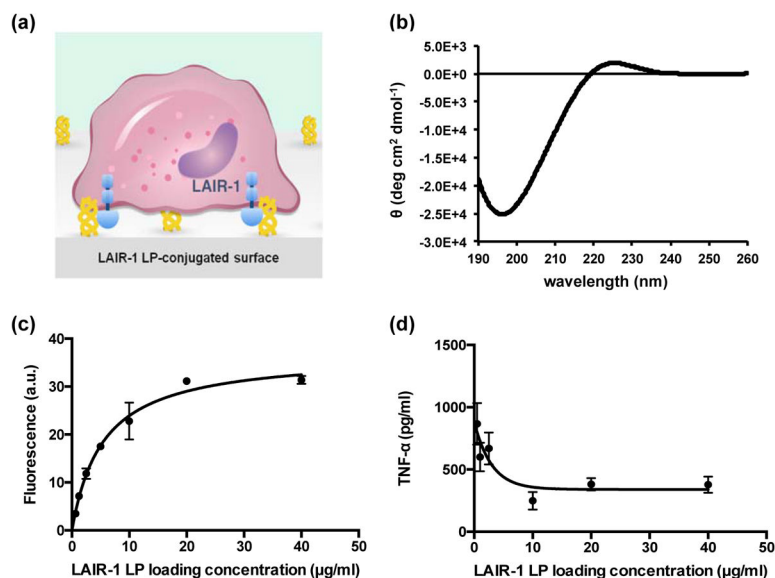 (a)
LAIR-1
LAIR-1 LP-conjugated surface
(b)
5.0E+3
0.0E+0
-5.0E+3
-1.0E+4
-1.5E+4
-2.0E+4
-2.5E+4
-3.0E+4
θ (deg cm² dmol⁻¹)
190 200 210 220 230 240 250 260
wavelength (nm)
(c)
40
30
20
10
0
Fluorescence (a.u.)
0 10 20 30 40 50
LAIR-1 LP loading concentration (µg/ml)
(d)
1500
1000
500
0
TNF-α (pg/ml)
0 10 20 30 40 50
LAIR-1 LP loading concentration (µg/ml)